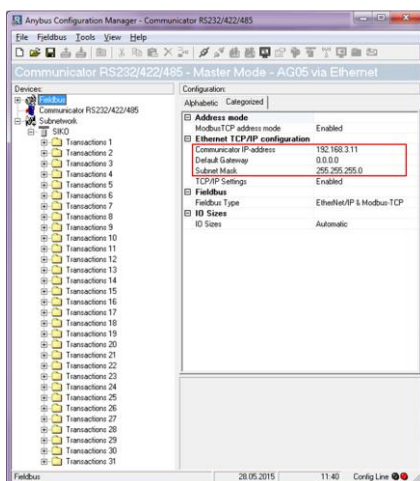 Anybus Configuration Manager - Communicator RS232/422/485
File Fieldbus Tools View Help
Communicator RS232/422/485 - Master Mode - AG05 via Ethernet
Devices:
Fieldbus
Communicator RS232/422/485
Subnetwork
SIKO
Transactions 1
Transactions 2
Transactions 3
Transactions 4
Transactions 5
Transactions 6
Transactions 7
Transactions 8
Transactions 9
Transactions 10
Transactions 11
Transactions 12
Transactions 13
Transactions 14
Transactions 15
Transactions 16
Transactions 17
Transactions 18
Transactions 19
Transactions 20
Transactions 21
Transactions 22
Transactions 23
Transactions 24
Transactions 25
Transactions 26
Transactions 27
Transactions 28
Transactions 29
Transactions 30
Transactions 31
Configuration:
Alphabetic Categorized
Address mode
ModbusTCP address mode Enabled
Ethernet TCP/IP configuration
Communicator IP-address 192.168.3.11
Default Gateway 0.0.0.0
Subnet Mask 255.255.255.0
TCP/IP Settings Enabled
Fieldbus
Fieldbus Type EtherNet/IP & Modbus-TCP
IO Sizes
IO Sizes Automatic
Fieldbus 28.05.2015 11:40 Config Line